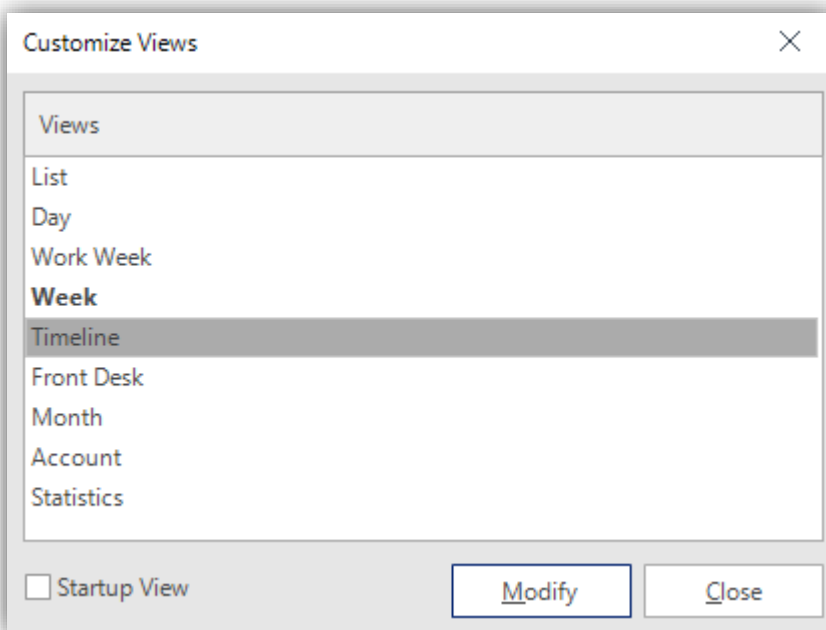 Customize Views
Views
List
Day
Work Week
Week
Timeline
Front Desk
Month
Account
Statistics
Startup View
Modify
Close